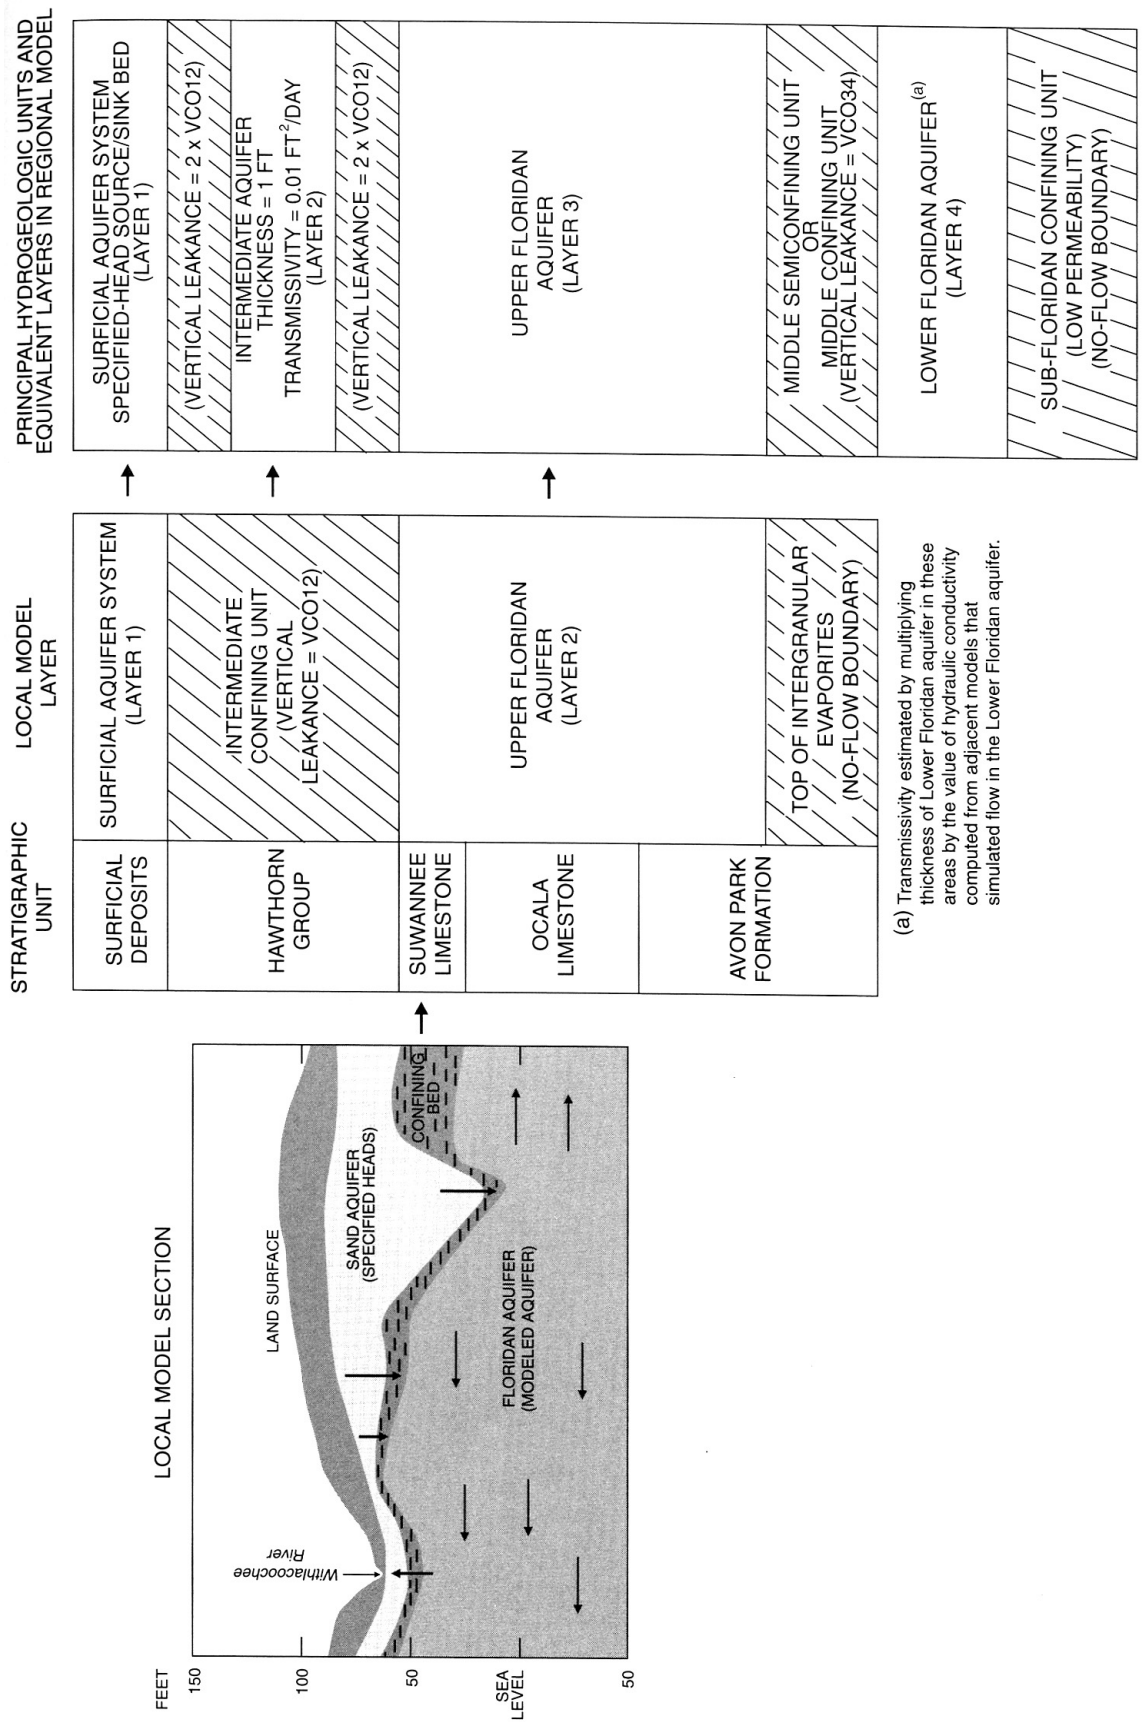 LOCAL MODEL SECTION
FEET
150
100
50
SEA
LEVEL
50
Withlacoochee
River
LAND SURFACE
SAND AQUIFER
(SPECIFIED HEADS)
CONFINING
BED
FLORIDAN AQUIFER
(MODELED AQUIFER)
STRATIGRAPHIC
UNIT
SURFICIAL
DEPOSITS
HAWTHORN
GROUP
SUWANNEE
LIMESTONE
OCALA
LIMESTONE
AVON PARK
FORMATION
LOCAL MODEL
LAYER
SURFICIAL AQUIFER SYSTEM
(LAYER 1)
INTERMEDIATE
CONFINING UNIT
(VERTICAL
LEAKANCE = VCO12)
UPPER FLORIDAN
AQUIFER
(LAYER 2)
TOP OF INTERGRANULAR
EVAPORITES
(NO-FLOW BOUNDARY)
PRINCIPAL HYDROGEOLOGIC UNITS AND
EQUIVALENT LAYERS IN REGIONAL MODEL
SURFICIAL AQUIFER SYSTEM
SPECIFIED-HEAD SOURCE/SINK BED
(LAYER 1)
(VERTICAL LEAKANCE = 2 x VCO12)
INTERMEDIATE AQUIFER
THICKNESS = 1 FT
TRANSMISSIVITY = 0.01 FT²/DAY
(LAYER 2)
(VERTICAL LEAKANCE = 2 x VCO12)
UPPER FLORIDAN
AQUIFER
(LAYER 3)
MIDDLE SEMICONFINING UNIT
OR
MIDDLE CONFINING UNIT
(VERTICAL LEAKANCE = VCO34)
LOWER FLORIDAN AQUIFER(a)
(LAYER 4)
SUB-FLORIDAN CONFINING UNIT
(LOW PERMEABILITY)
(NO-FLOW BOUNDARY)
(a) Transmissivity estimated by multiplying
thickness of Lower Floridan aquifer in these
areas by the value of hydraulic conductivity
computed from adjacent models that
simulated flow in the Lower Floridan aquifer.